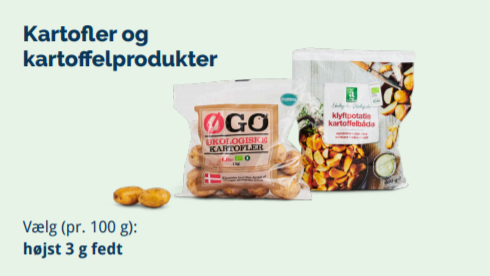 Kartofler og
kartoffelprodukter
ØGO
ØKOLOGISKE
KARTOFLER
klyftpotatis
kartoffelbåde
Vælg (pr. 100 g):
højst 3 g fedt